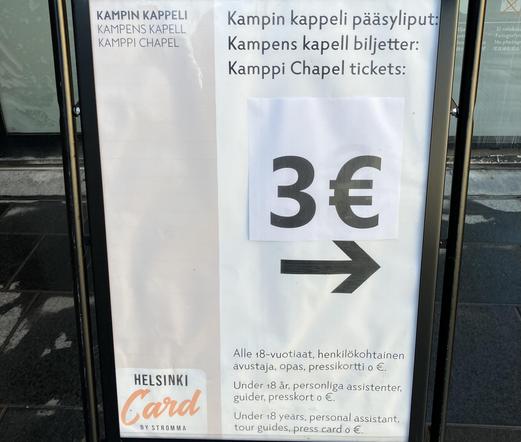 KAMPIN KAPPELI
KAMPENS KAPELL
KAMPPI CHAPEL
Kampin kappeli pääsyliput:
Kampens kapell biljetter:
Kamppi Chapel tickets:
3 €
Alle 18-vuotiaat, henkilökohtainen
avustaja, opas, pressikortti 0 €.
Under 18 år, personliga assistenter,
guider, presskort 0 €.
Under 18 years, personal assistant,
tour guides, press card 0 €.
HELSINKI
Card
BY STROMMA